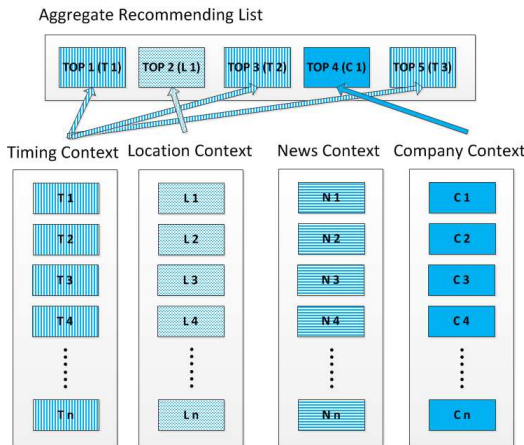 Aggregate Recommending List
TOP 1 (T 1) TOP 2 (L 1) TOP 3 (T 2) TOP 4 (C 1) TOP 5 (T 3)
Timing Context Location Context News Context Company Context
T 1 L 1 N 1 C 1
T 2 L 2 N 2 C 2
T 3 L 3 N 3 C 3
T 4 L 4 N 4 C 4
T n L n N n C n